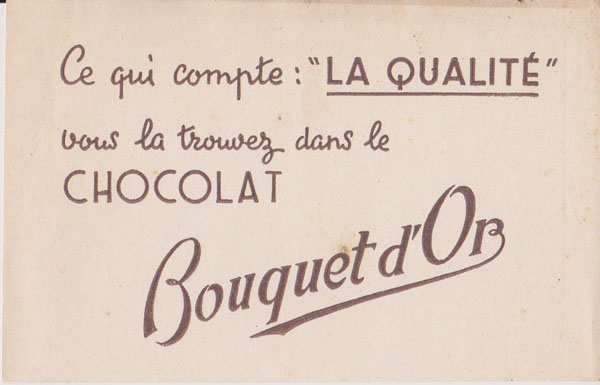 Ce qui compte : "LA QUALITÉ"
vous la trouvez dans le
CHOCOLAT
Bouquet d'Or